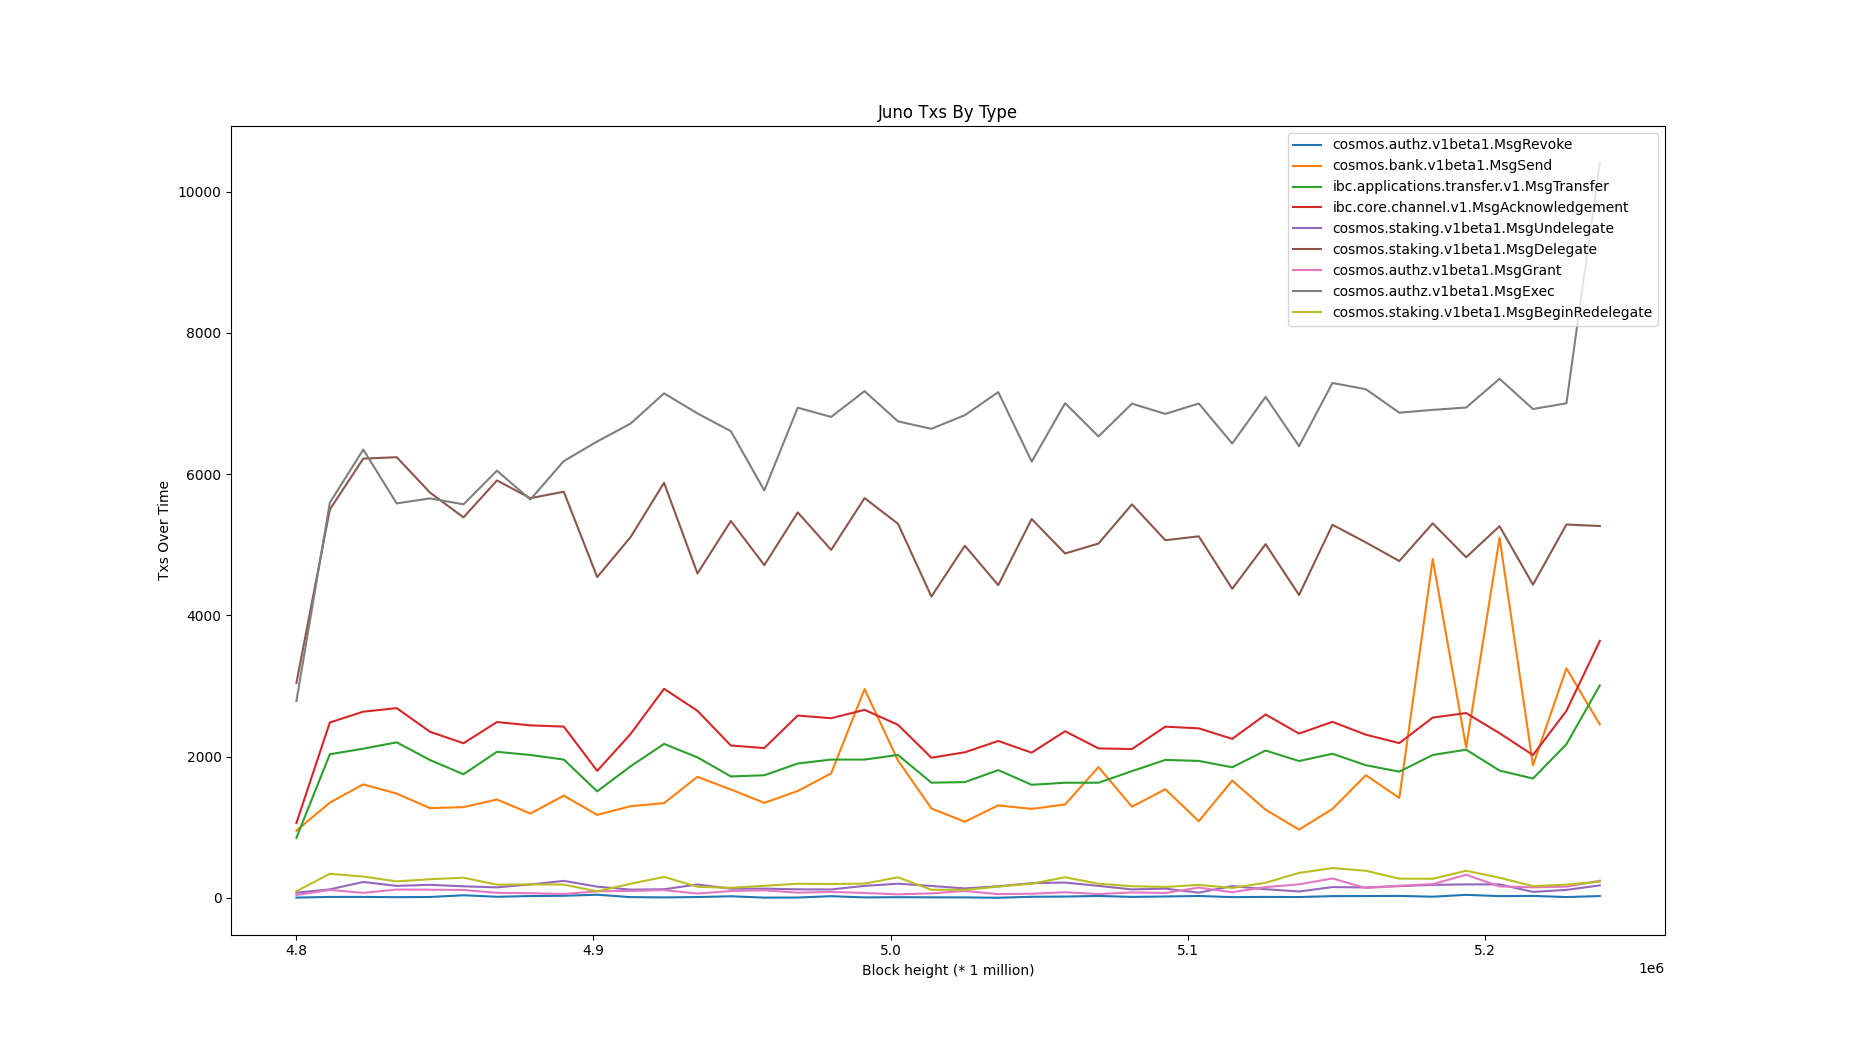 Juno Txs By Type
cosmos.authz.v1beta1.MsgRevoke
cosmos.bank.v1beta1.MsgSend
ibc.applications.transfer.v1.MsgTransfer
ibc.core.channel.v1.MsgAcknowledgement
cosmos.staking.v1beta1.MsgUndelegate
cosmos.staking.v1beta1.MsgDelegate
cosmos.authz.v1beta1.MsgGrant
cosmos.authz.v1beta1.MsgExec
cosmos.staking.v1beta1.MsgBeginRedelegate
Txs Over Time
10000
8000
6000
4000
2000
0
4.8 4.9 5.0 5.1 5.2
1e6
Block height (* 1 million)